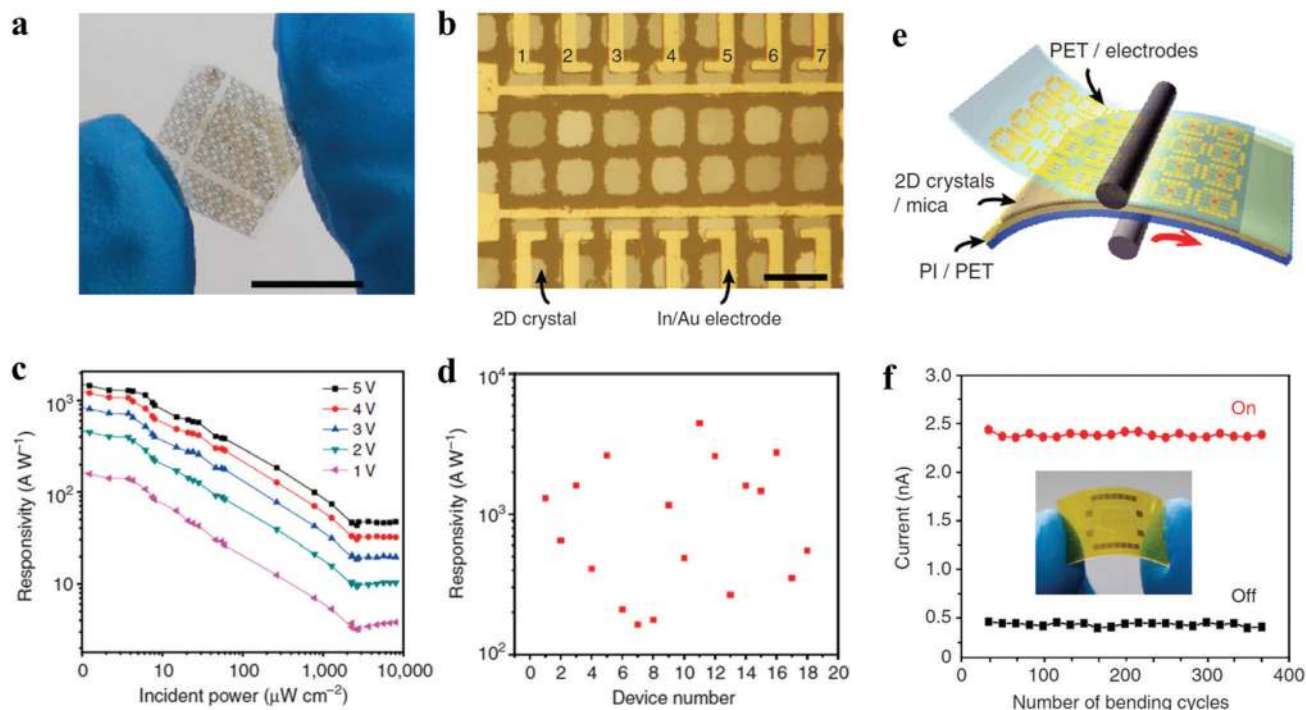 a
b
1 2 3 4 5 6 7
2D crystal
In/Au electrode
e
PET / electrodes
2D crystals
/ mica
PI / PET
c
Responsivity (A W⁻¹)
10³
10²
10
5 V
4 V
3 V
2 V
1 V
0 10 100 1,000 10,000
Incident power (μW cm⁻²)
d
Responsivity (A W⁻¹)
10⁴
10³
10²
0 2 4 6 8 10 12 14 16 18 20
Device number
f
Current (nA)
3.0
2.5
2.0
1.5
1.0
0.5
0
On
Off
0 100 200 300 400
Number of bending cycles